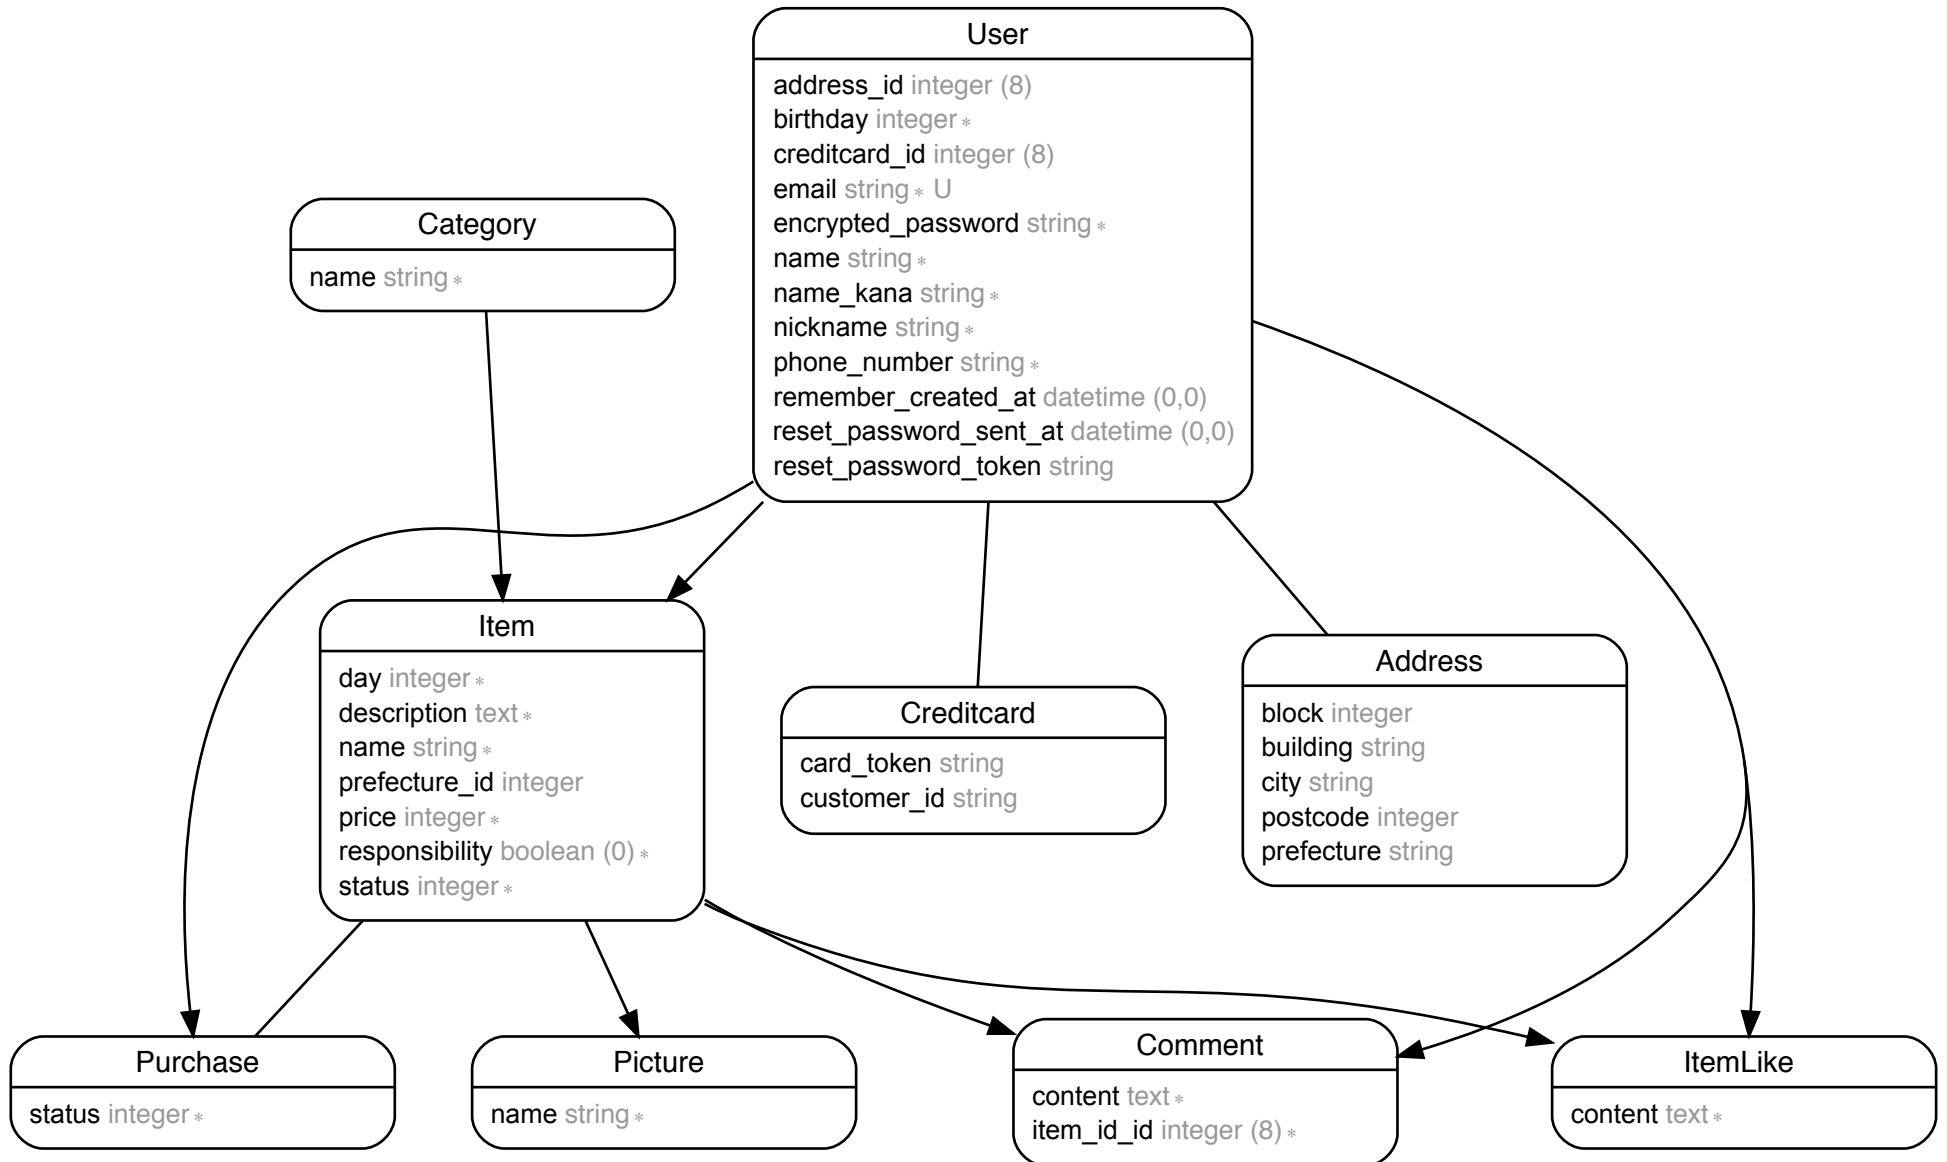 User
address_id integer (8)
birthday integer *
creditcard_id integer (8)
email string * U
encrypted_password string *
name string *
name_kana string *
nickname string *
phone_number string *
remember_created_at datetime (0,0)
reset_password_sent_at datetime (0,0)
reset_password_token string
Category
name string *
Item
day integer *
description text *
name string *
prefecture_id integer
price integer *
responsibility boolean (0) *
status integer *
Creditcard
card_token string
customer_id string
Address
block integer
building string
city string
postcode integer
prefecture string
Purchase
status integer *
Picture
name string *
Comment
content text *
item_id_id integer (8) *
ItemLike
content text *